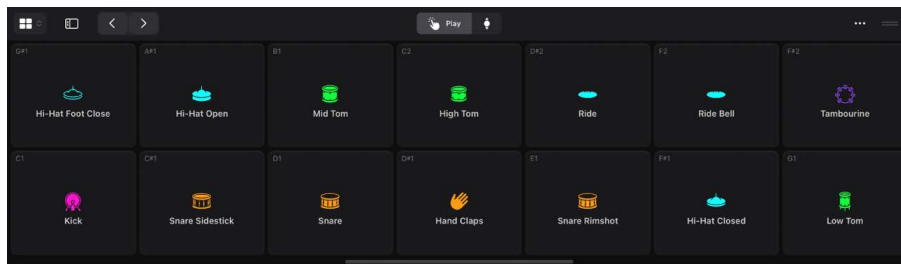 Play
G#1 A#1 B1 C2 D#2 F2 F#2
Hi-Hat Foot Close Hi-Hat Open Mid Tom High Tom Ride Ride Bell Tambourine
C1 C#1 D1 D#1 E1 F#1 G1
Kick Snare Sidestick Snare Hand Claps Snare Rimshot Hi-Hat Closed Low Tom